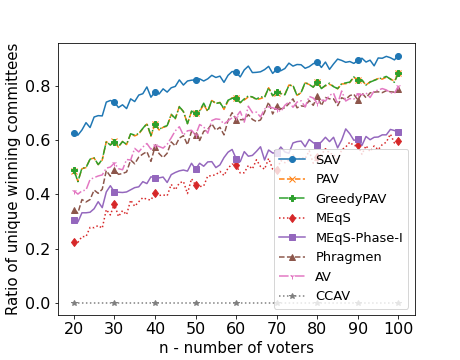 Ratio of unique winning committees
0.8
0.6
0.4
0.2
0.0
20 30 40 50 60 70 80 90 100
n - number of voters
SAV
PAV
GreedyPAV
MEqS
MEqS-Phase-I
Phragmen
AV
CCAV